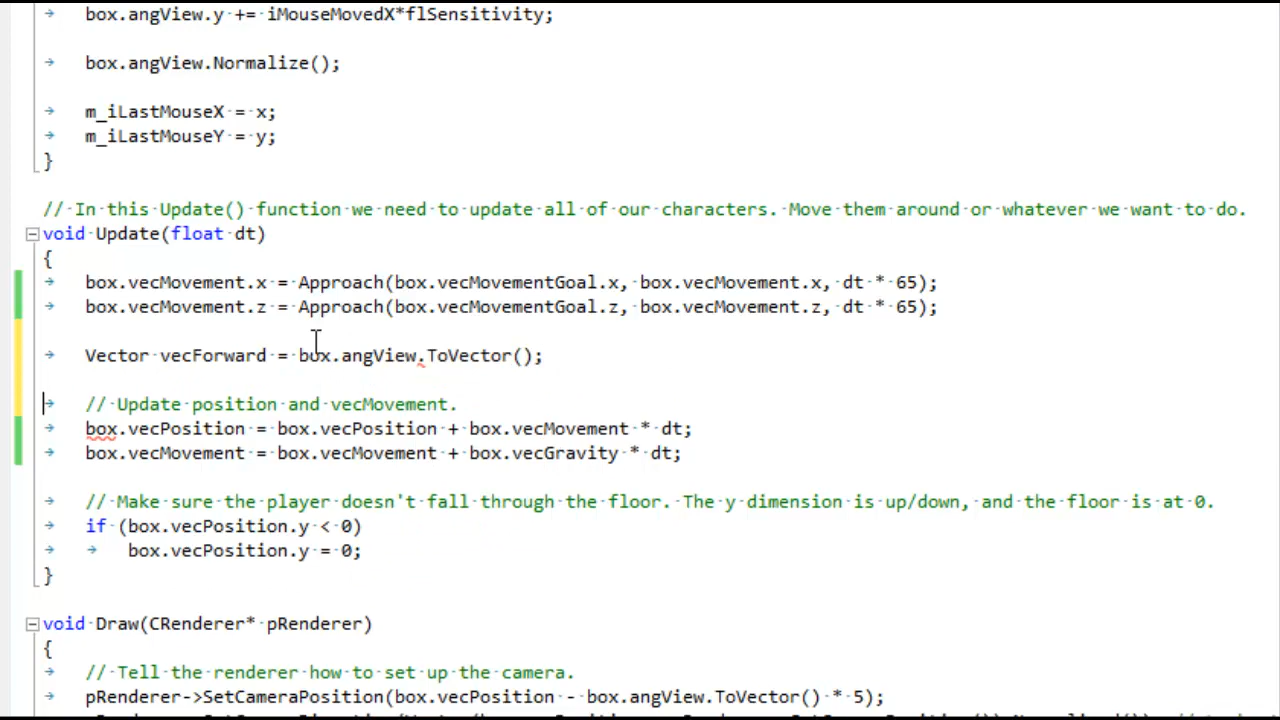 box.angView.y += iMouseMovedX*flSensitivity;
box.angView.Normalize();
m_iLastMouseX = x;
m_iLastMouseY = y;
}
// In this Update() function we need to update all of our characters. Move them around or whatever we want to do.
void Update(float dt)
{
box.vecMovement.x = Approach(box.vecMovementGoal.x, box.vecMovement.x, dt * 65);
box.vecMovement.z = Approach(box.vecMovementGoal.z, box.vecMovement.z, dt * 65);
Vector vecForward = box.angView.ToVector();
// Update position and vecMovement.
box.vecPosition = box.vecPosition + box.vecMovement * dt;
box.vecMovement = box.vecMovement + box.vecGravity * dt;
// Make sure the player doesn't fall through the floor. The y dimension is up/down, and the floor is at 0.
if (box.vecPosition.y < 0)
box.vecPosition.y = 0;
}
void Draw(CRenderer* pRenderer)
{
// Tell the renderer how to set up the camera.
pRenderer->SetCameraPosition(box.vecPosition - box.angView.ToVector() * 5);